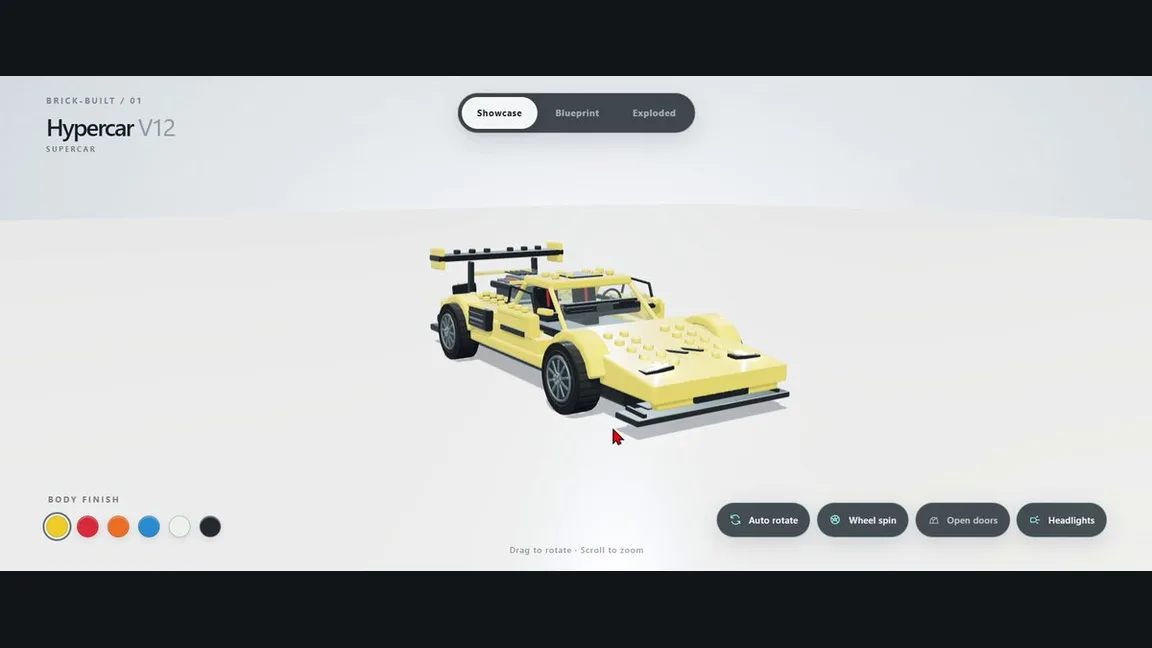 BRICK-BUILT / 01
Hypercar V12
SUPERCAR
Showcase
Blueprint
Exploded
BODY FINISH
Auto rotate
Wheel spin
Open doors
Headlights
Drag to rotate · Scroll to zoom